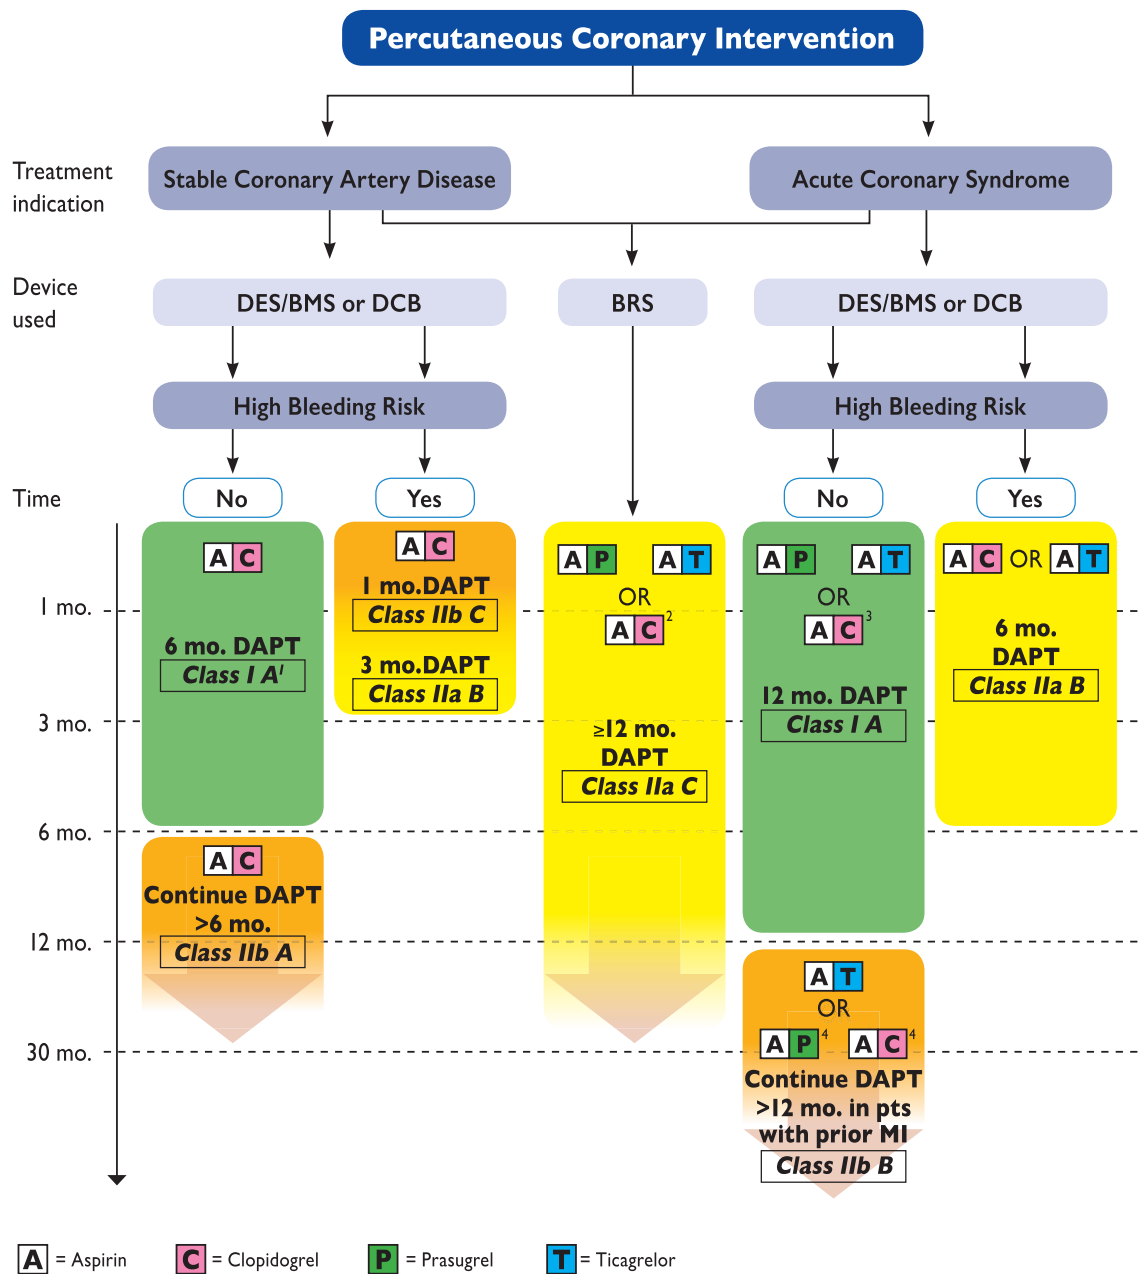 Percutaneous Coronary Intervention
Treatment
indication
Stable Coronary Artery Disease
Acute Coronary Syndrome
Device
used
DES/BMS or DCB
BRS
DES/BMS or DCB
High Bleeding Risk
High Bleeding Risk
Time
No
Yes
No
Yes
1 mo.
3 mo.
6 mo.
12 mo.
30 mo.
A C
6 mo. DAPT
Class I A¹
A C
Continue DAPT
>6 mo.
Class IIb A
A C
1 mo.DAPT
Class IIb C
3 mo.DAPT
Class IIa B
A P A T
OR
A C ²
≥12 mo.
DAPT
Class IIa C
A P A T
OR
A C ³
12 mo. DAPT
Class I A
A T
OR
A P ⁴ A C ⁴
Continue DAPT
>12 mo. in pts
with prior MI
Class IIb B
A C OR A T
6 mo.
DAPT
Class IIa B
A = Aspirin C = Clopidogrel P = Prasugrel T = Ticagrelor